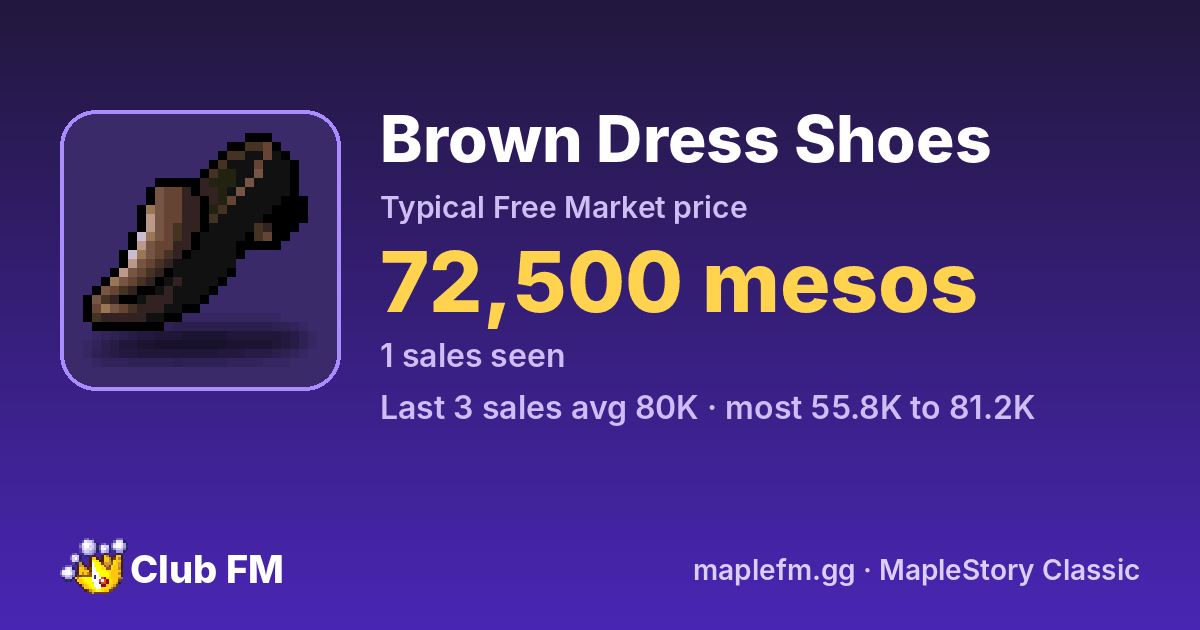 Brown Dress Shoes
Typical Free Market price
72,500 mesos
1 sales seen
Last 3 sales avg 80K · most 55.8K to 81.2K
Club FM
maplefm.gg · MapleStory Classic